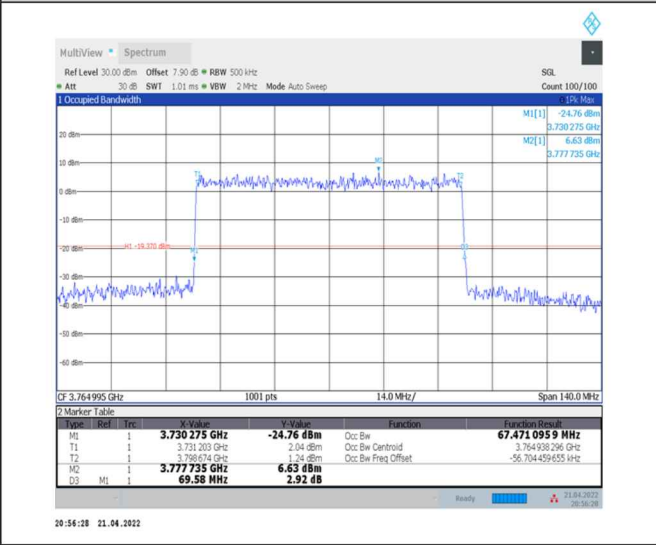 MultiView Spectrum
Ref Level 30.00 dBm Offset 7.90 dB RBW 500 kHz SGL
Att 30 dB SWT 1.01 ms VBW 2 MHz Mode Auto Sweep Count 100/100
1 Occupied Bandwidth 1Pk Max
M1[1] -24.76 dBm
3.730 275 GHz
M2[1] 6.63 dBm
3.777 735 GHz
20 dBm
10 dBm
0 dBm
-10 dBm
-20 dBm
H1 -19.370 dBm
-30 dBm
-40 dBm
-50 dBm
-60 dBm
T1
T2
M1
D3
CF 3.764 995 GHz 1001 pts 14.0 MHz/ Span 140.0 MHz
2 Marker Table
Type Ref Trc X-Value Y-Value Function Function Result
M1 1 3.730 275 GHz -24.76 dBm Occ Bw 67.471 095 9 MHz
T1 1 3.731 203 GHz 2.04 dBm Occ Bw Centroid 3.764 938 296 GHz
T2 1 3.798 674 GHz 1.24 dBm Occ Bw Freq Offset -56.704 459 655 kHz
M2 1 3.777 735 GHz 6.63 dBm
D3 M1 1 69.58 MHz 2.92 dB
Ready 21.04.2022
20:56:28
20:56:28 21.04.2022